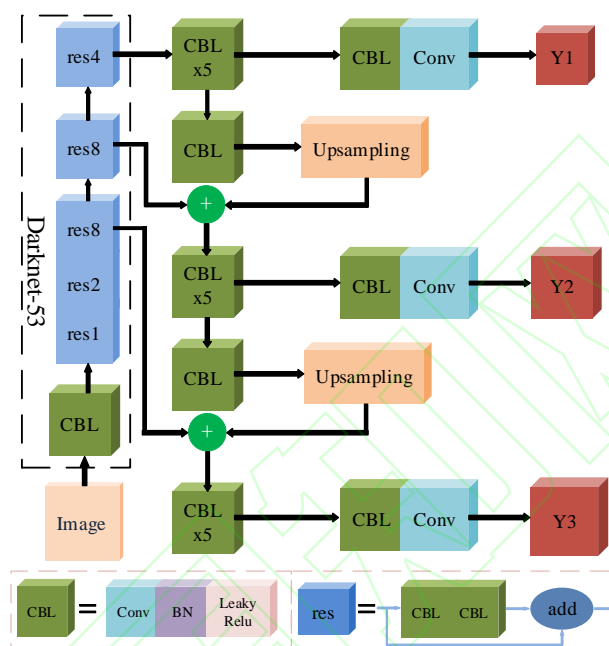 Darknet-53
res4
res8
res8
res2
res1
CBL
Image
CBL
x5
CBL
Conv
Y1
CBL
Upsampling
+
CBL
x5
CBL
Conv
Y2
CBL
Upsampling
+
CBL
x5
CBL
Conv
Y3
CBL
=
Conv
BN
Leaky
Relu
res
=
CBL
CBL
add